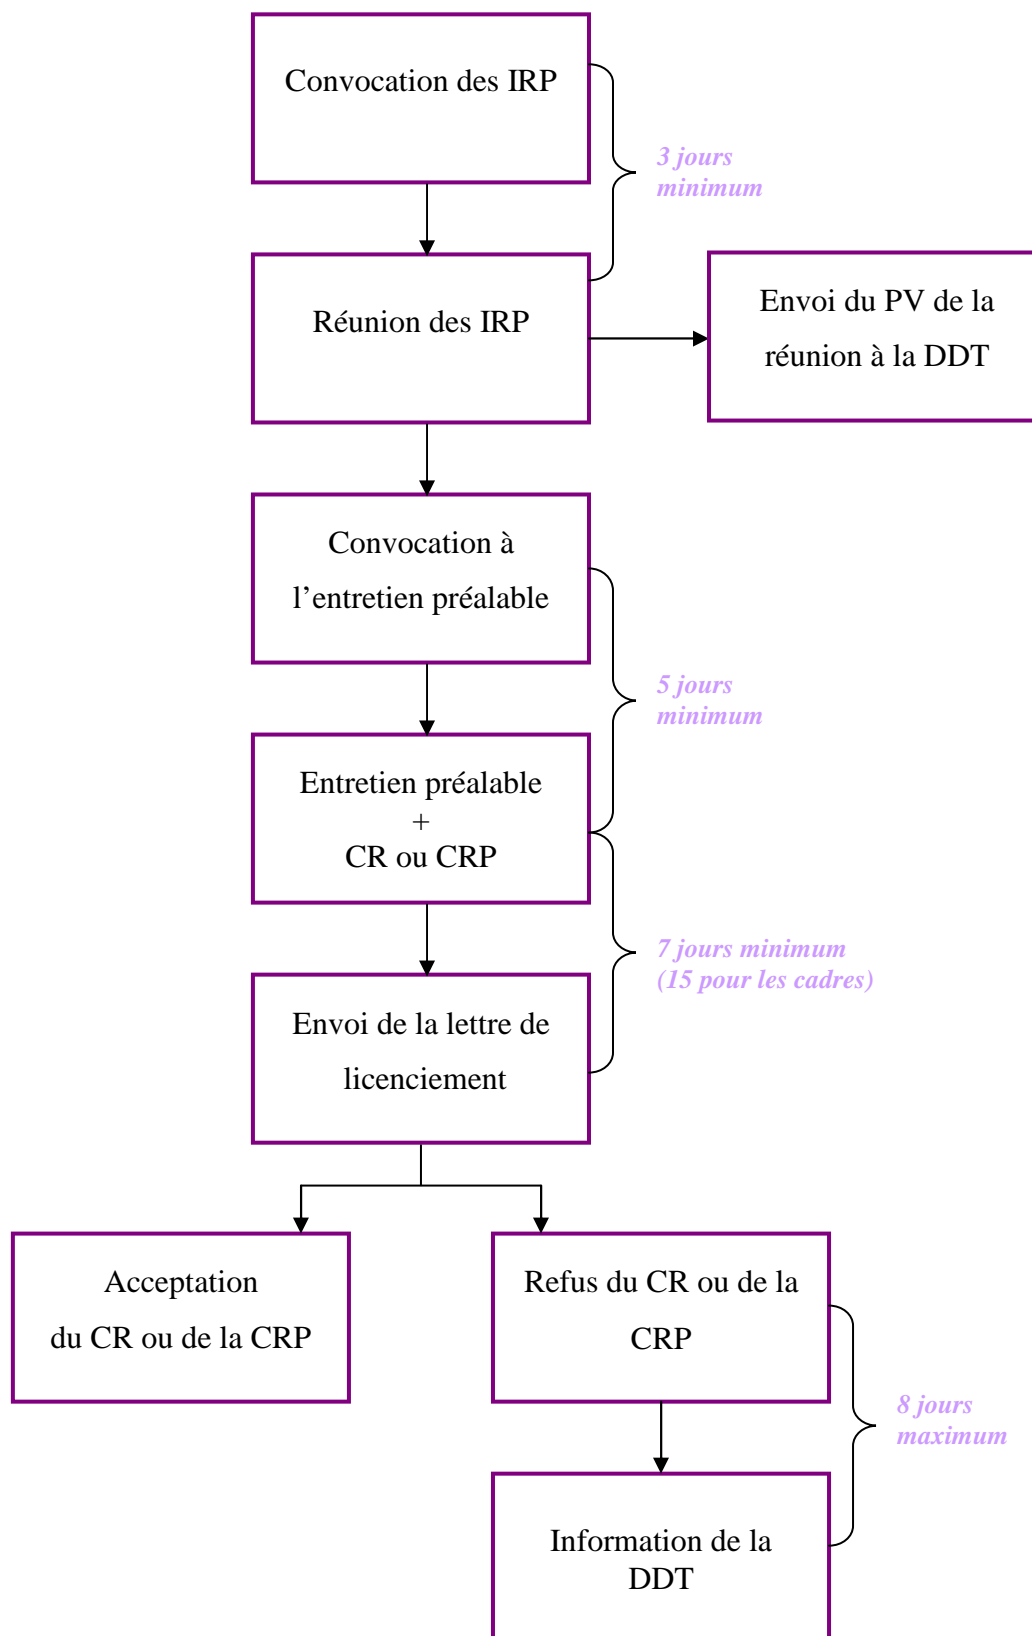 Convocation des IRP
3 jours
minimum
Réunion des IRP
Envoi du PV de la
réunion à la DDT
Convocation à
l’entretien préalable
5 jours
minimum
Entretien préalable
+
CR ou CRP
7 jours minimum
(15 pour les cadres)
Envoi de la lettre de
licenciement
Acceptation
du CR ou de la CRP
Refus du CR ou de la
CRP
8 jours
maximum
Information de la
DDT